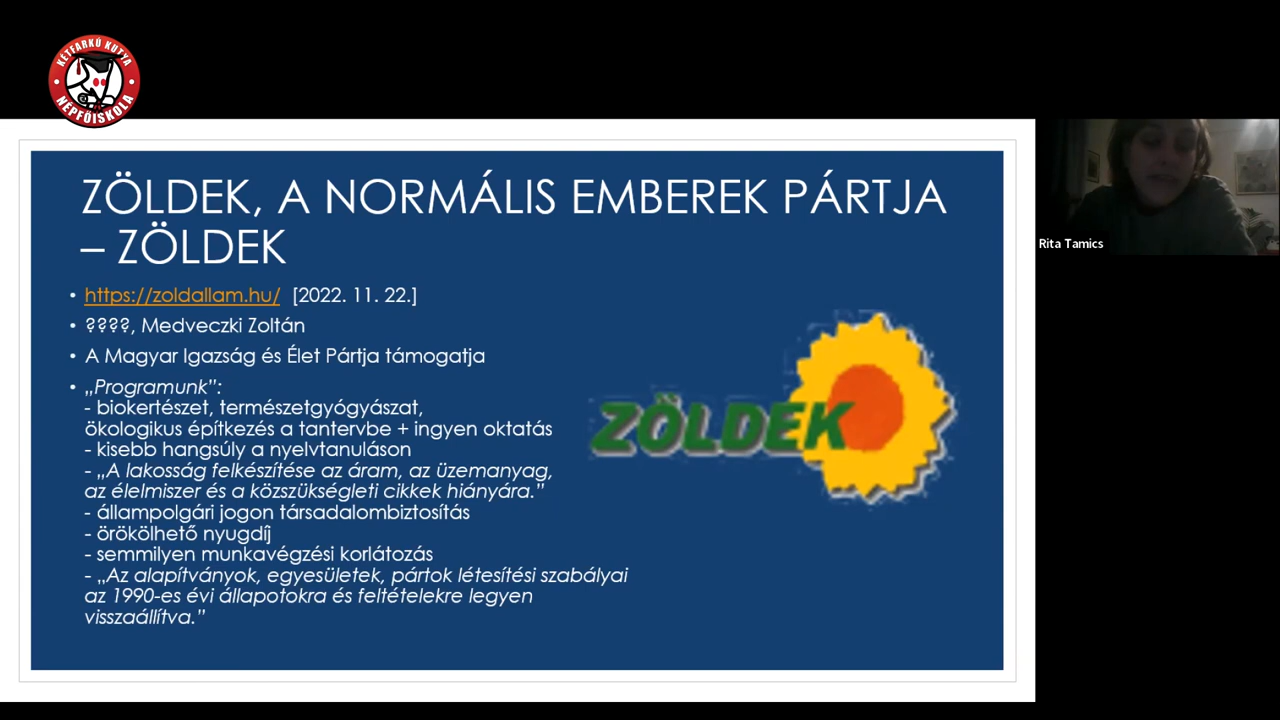 KÉTFARKÚ KUTYA
NÉPFŐISKOLA
ZÖLDEK, A NORMÁLIS EMBEREK PÁRTJA
– ZÖLDEK
• https://zoldallam.hu/ [2022. 11. 22.]
• ????, Medveczki Zoltán
• A Magyar Igazság és Élet Pártja támogatja
• „Programunk”:
- biokertészet, természetgyógyászat,
ökologikus építkezés a tantervbe + ingyen oktatás
- kisebb hangsúly a nyelvtanuláson
- „A lakosság felkészítése az áram, az üzemanyag,
az élelmiszer és a közszükségleti cikkek hiányára.”
- állampolgári jogon társadalombiztosítás
- örökölhető nyugdíj
- semmilyen munkavégzési korlátozás
- „Az alapítványok, egyesületek, pártok létesítési szabályai
az 1990-es évi állapotokra és feltételekre legyen
visszaállítva.”
ZÖLDEK
Rita Tamics